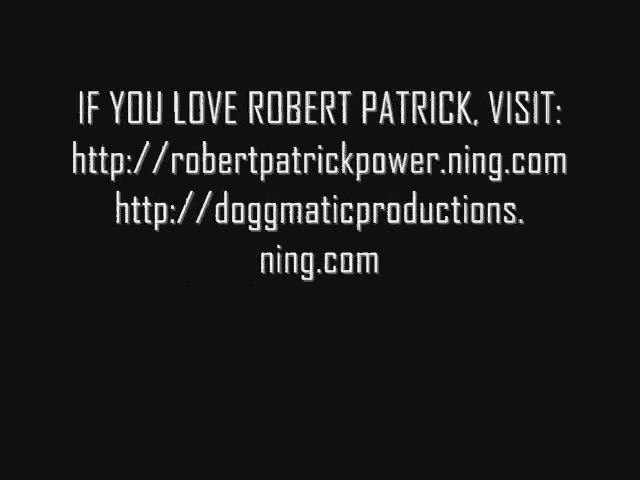 IF YOU LOVE ROBERT PATRICK, VISIT:
http://robertpatrickpower.ning.com
http://doggmaticproductions.
ning.com